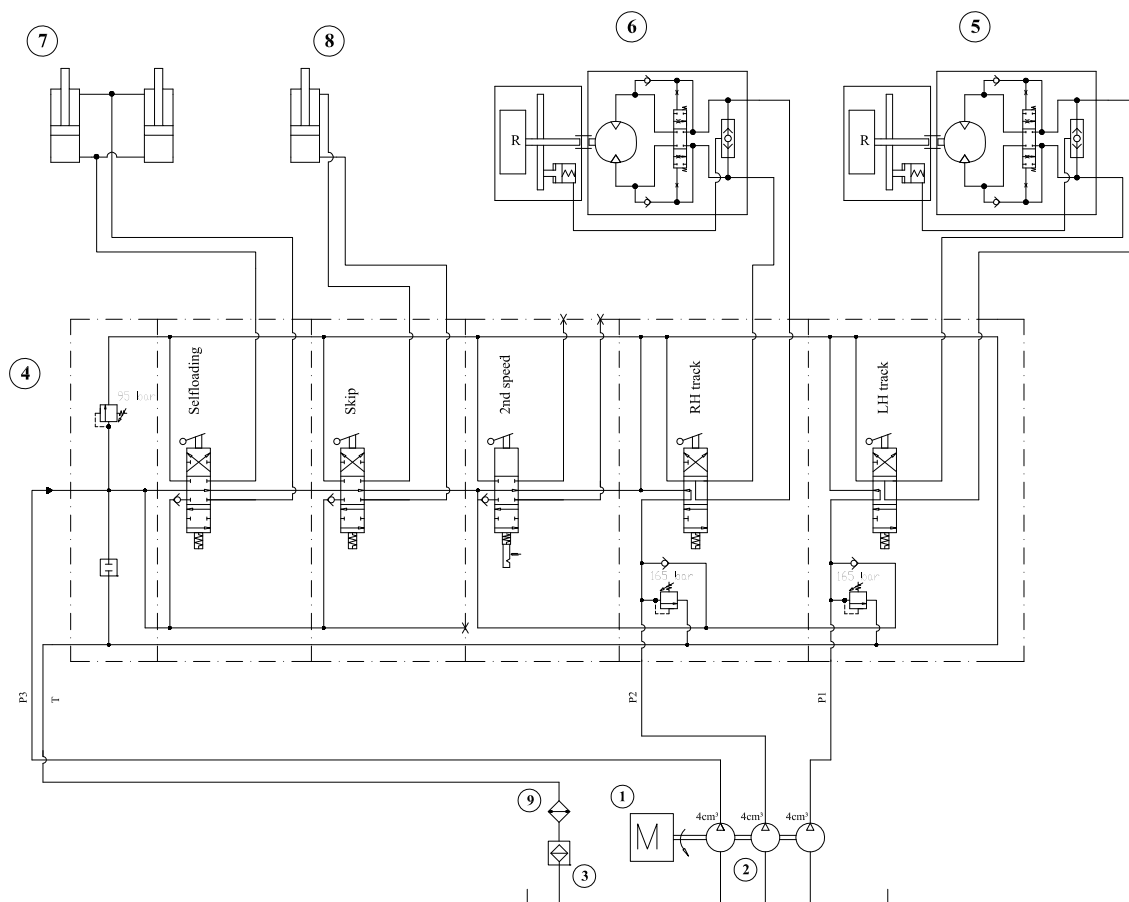 7
8
6
5
R
R
4
95 bar
Selfloading
Skip
2nd speed
RH track
LH track
165 bar
165 bar
P3
T
P2
P1
9
1
4cm³
4cm³
4cm³
M
2
3